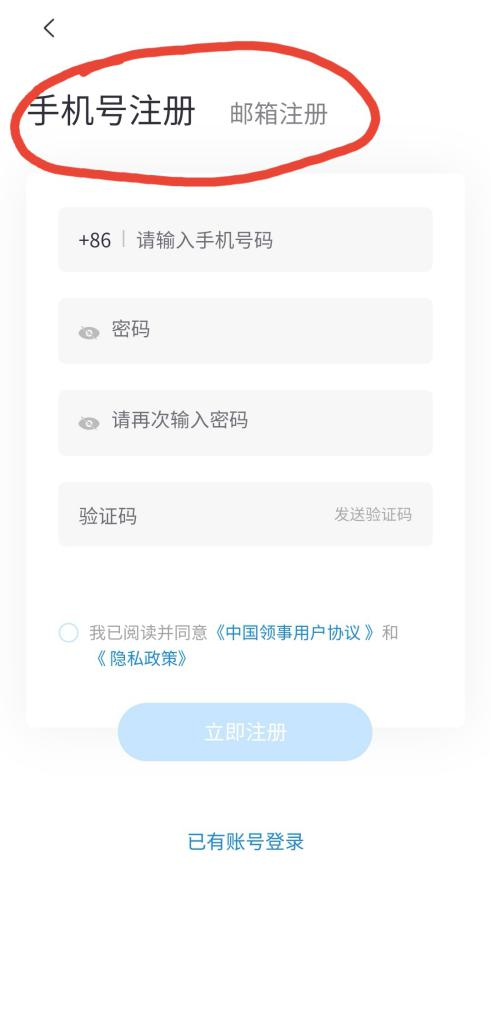 手机号注册 邮箱注册
+86 请输入手机号码
密码
请再次输入密码
验证码 发送验证码
我已阅读并同意《中国领事用户协议》和
《隐私政策》
立即注册
已有账号登录